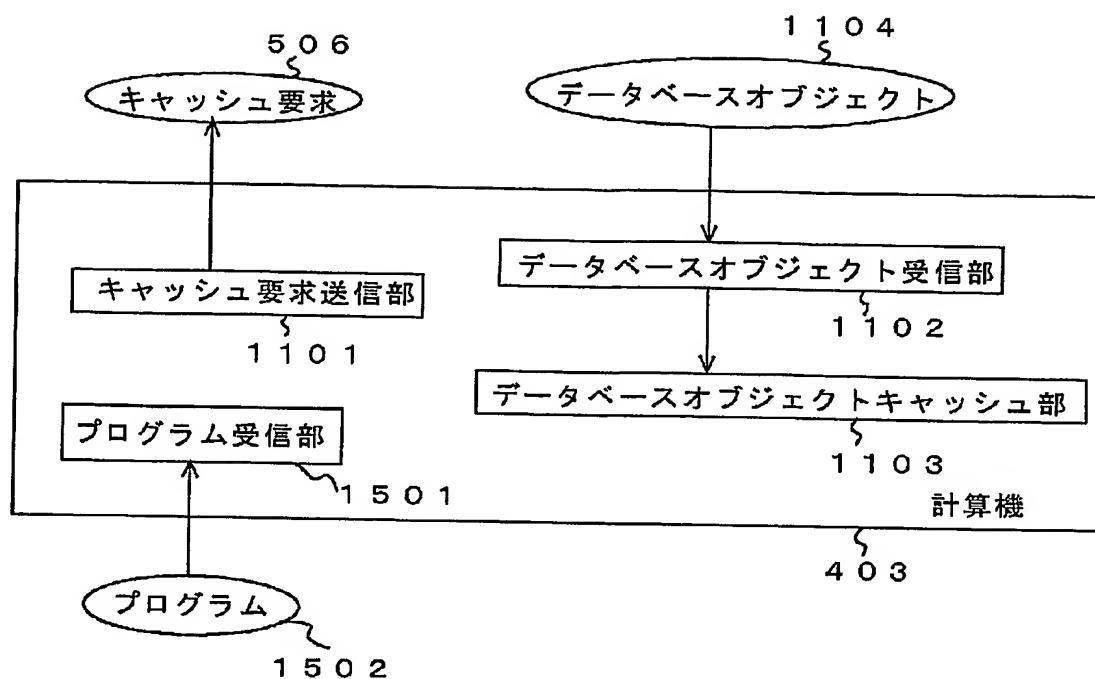 506
1104
キャッシュ要求
データベースオブジェクト
データベースオブジェクト受信部
キャッシュ要求送信部
1102
1101
データベースオブジェクトキャッシュ部
プログラム受信部
1103
1501
計算機
403
プログラム
1502